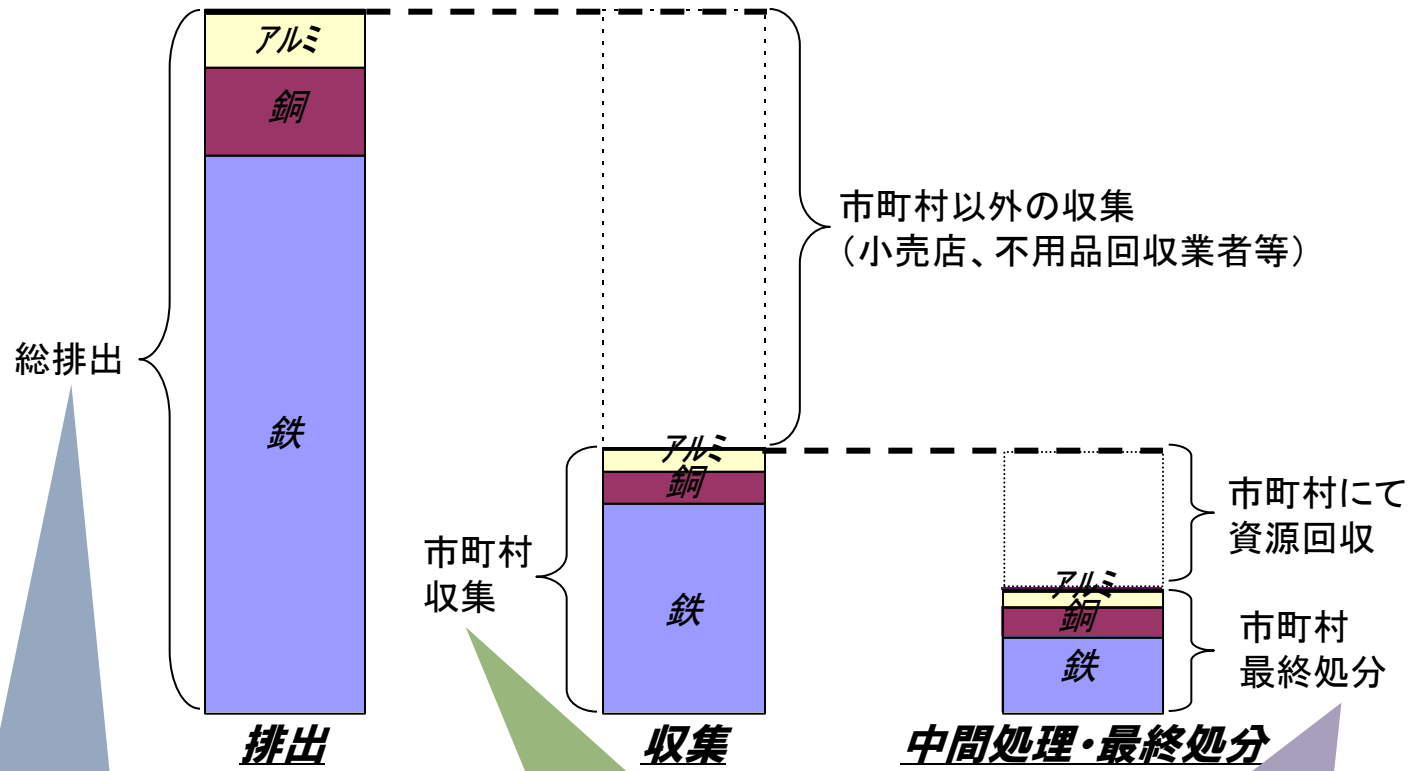 アルミ
銅
鉄
総排出
排出
市町村以外の収集
(小売店、不用品回収業者等)
アルミ
銅
鉄
市町村
収集
収集
市町村にて
資源回収
アルミ
銅
鉄
市町村
最終処分
中間処理・最終処分